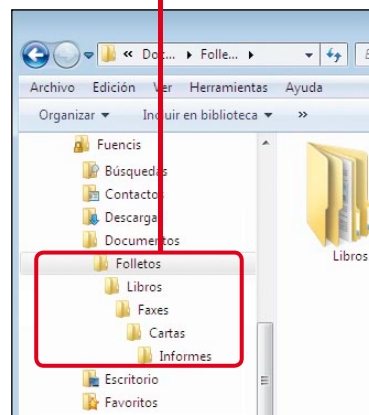 « Doc... ▸ Folle... ▸
Archivo Edición Ver Herramientas Ayuda
Organizar ▾ Incluir en biblioteca ▾ »
Fuencis
Búsquedas
Contactos
Descargas
Documentos
Folletos
Libros
Libros
Faxes
Cartas
Informes
Escritorio
Favoritos